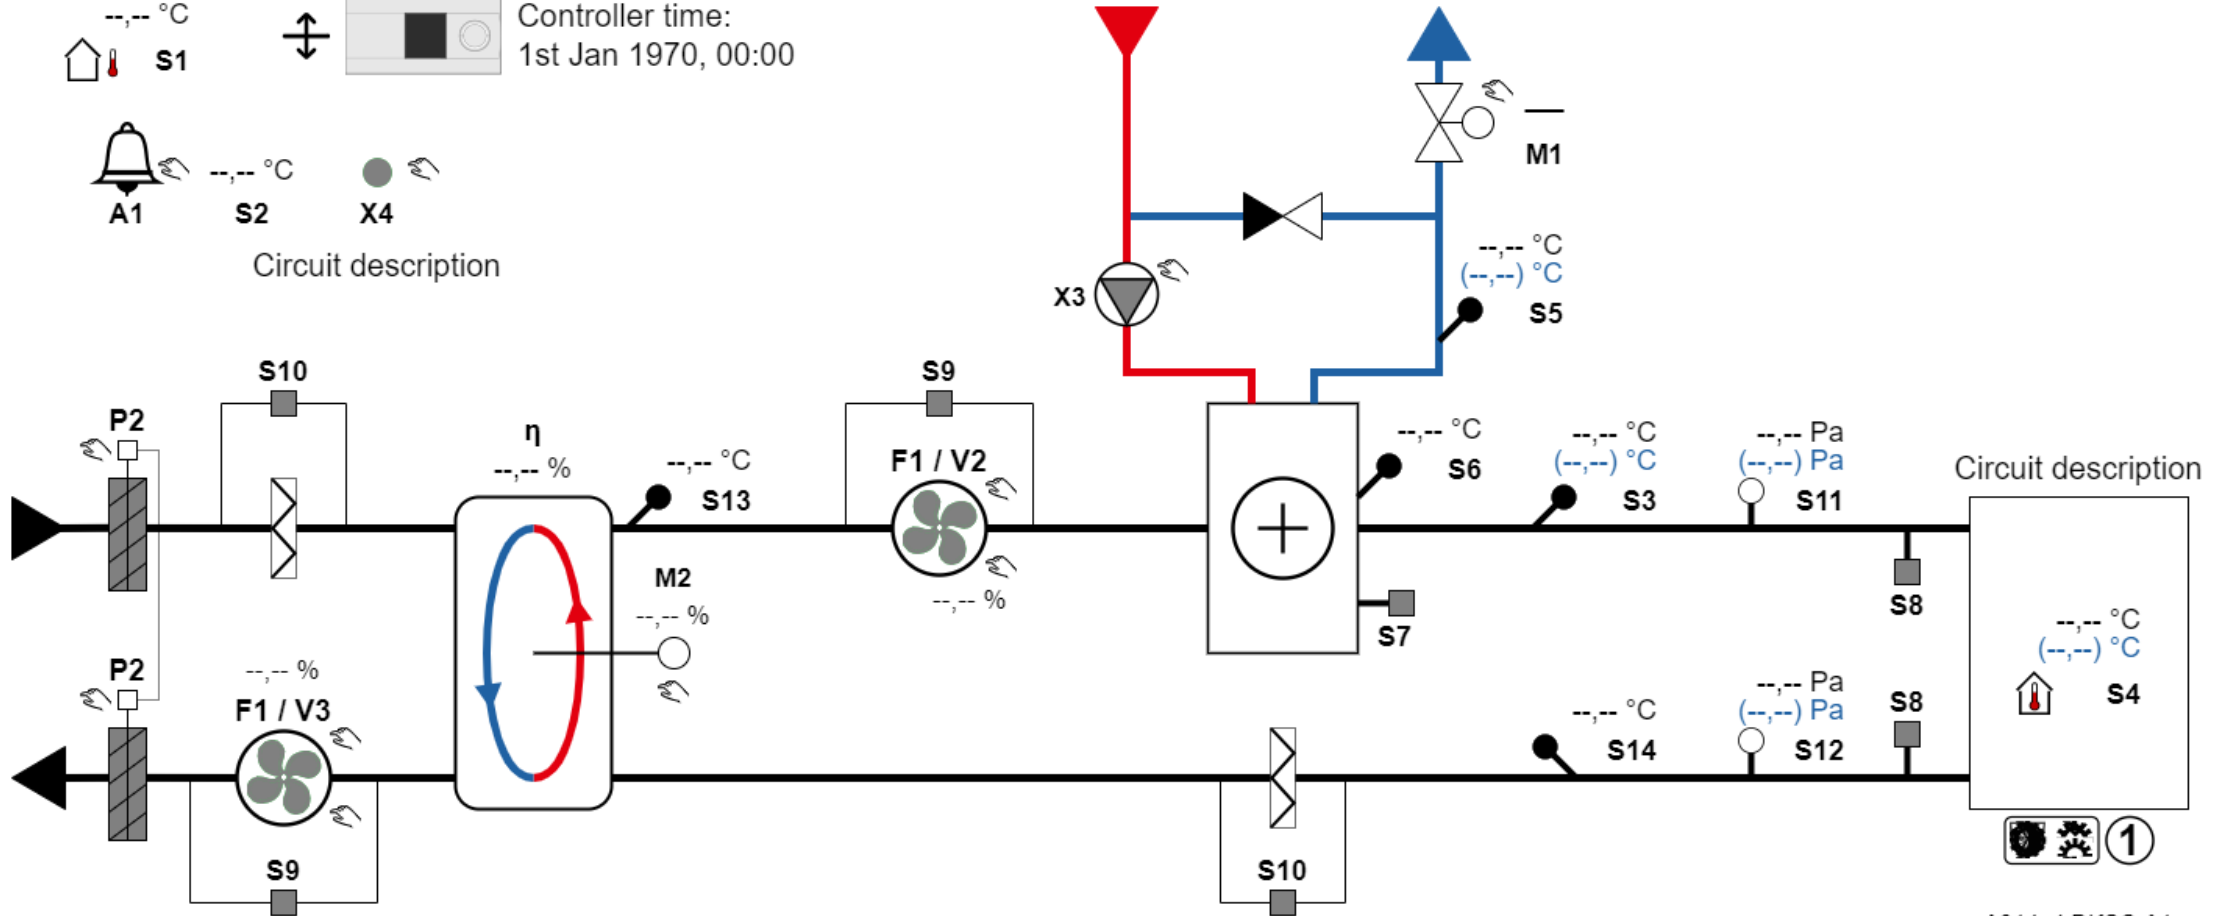 --,-- °C
S1
Controller time:
1st Jan 1970, 00:00
A1
--,-- °C
S2
X4
Circuit description
M1
X3
--,-- °C
(--,--) °C
S5
S10
P2
η
--,-- %
--,-- °C
S13
S9
F1 / V2
--,-- %
--,-- °C
S6
--,-- °C
(--,--) °C
S3
--,-- Pa
(--,--) Pa
S11
Circuit description
S8
M2
--,-- %
S7
--,-- °C
(--,--) °C
S4
P2
--,-- %
F1 / V3
S9
--,-- °C
S14
--,-- Pa
(--,--) Pa
S12
S8
S10
1